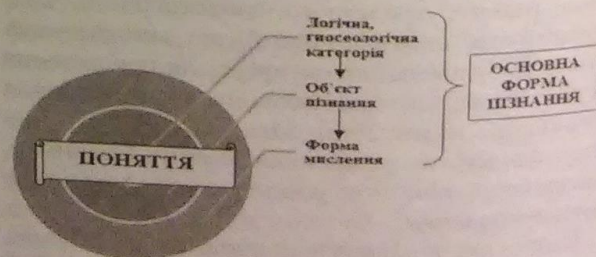 Логічна,
гносеологічна
категорія
Об`єкт
пізнання
Форма
мислення
ПОНЯТТЯ
ОСНОВНА
ФОРМА
ПІЗНАННЯ